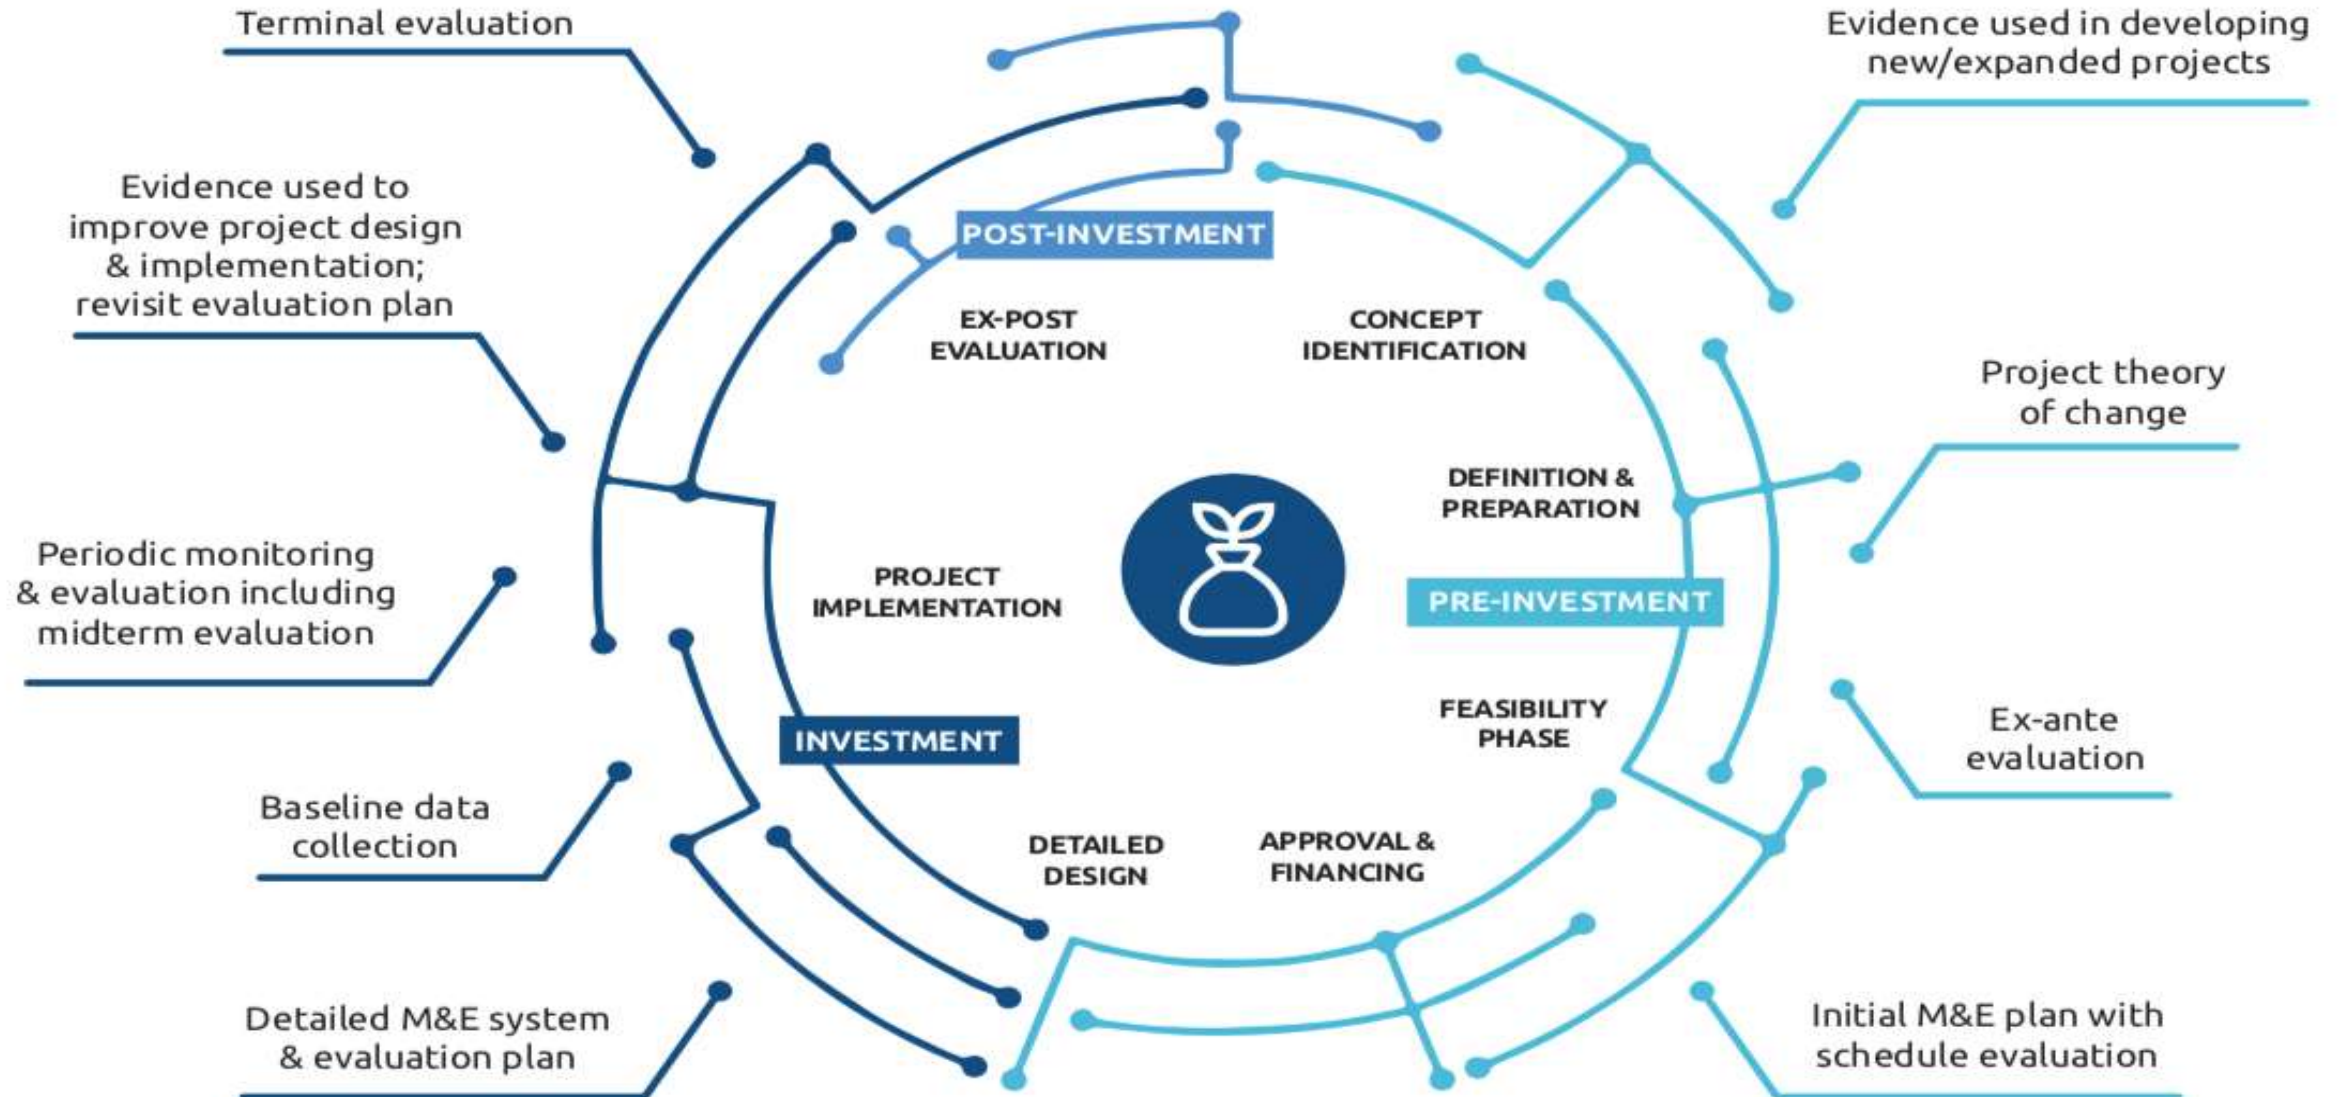 Terminal evaluation
Evidence used in developing
new/expanded projects
Evidence used to
improve project design
& implementation;
revisit evaluation plan
POST-INVESTMENT
EX-POST
EVALUATION
CONCEPT
IDENTIFICATION
Project theory
of change
DEFINITION &
PREPARATION
Periodic monitoring
& evaluation including
midterm evaluation
PROJECT
IMPLEMENTATION
PRE-INVESTMENT
FEASIBILITY
PHASE
Ex-ante
evaluation
INVESTMENT
Baseline data
collection
DETAILED
DESIGN
APPROVAL &
FINANCING
Detailed M&E system
& evaluation plan
Initial M&E plan with
schedule evaluation